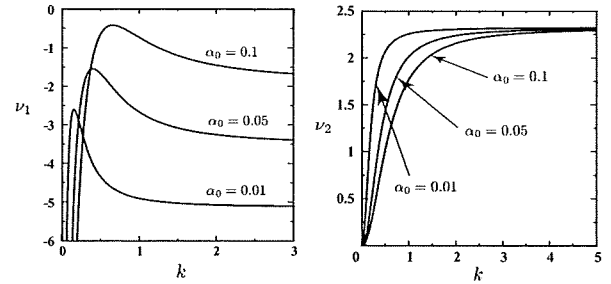 0
-1
-2
-3
-4
-5
-6
ν₁
α₀ = 0.1
α₀ = 0.05
α₀ = 0.01
0 1 2 3
k
2.5
2
1.5
1
0.5
ν₂
α₀ = 0.1
α₀ = 0.05
α₀ = 0.01
0 1 2 3 4 5
k